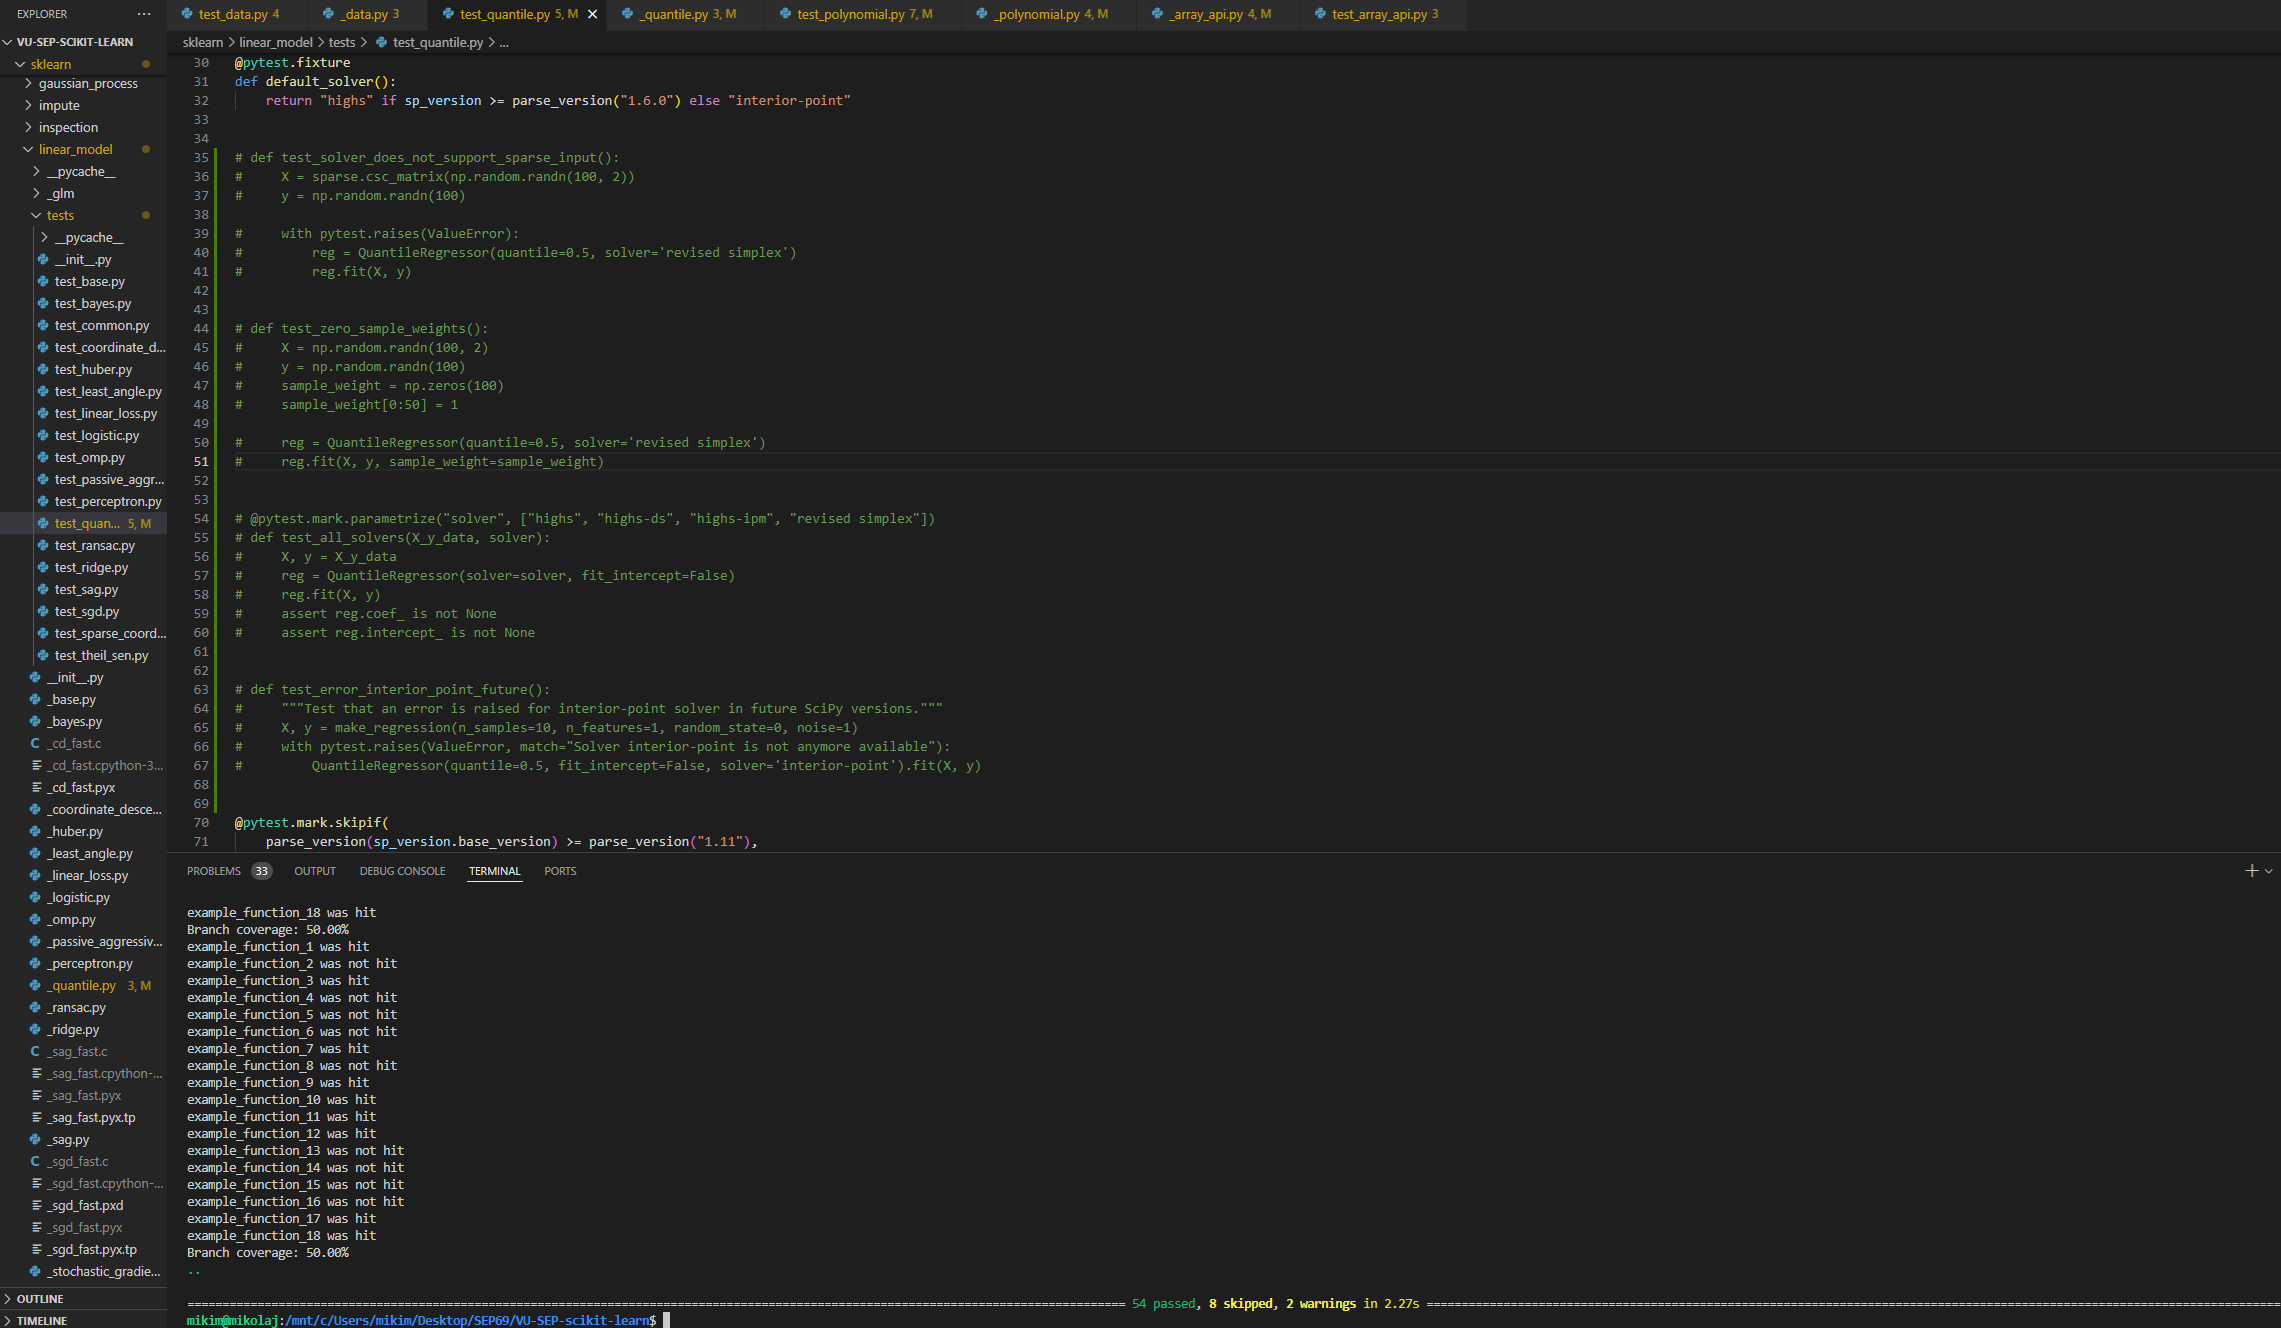 EXPLORER ...
VU-SEP-SCIKIT-LEARN
sklearn
gaussian_process
impute
inspection
linear_model
__pycache__
_glm
tests
__pycache__
__init__.py
test_base.py
test_bayes.py
test_common.py
test_coordinate_d...
test_huber.py
test_least_angle.py
test_linear_loss.py
test_logistic.py
test_omp.py
test_passive_aggr...
test_perceptron.py
test_quan... 5, M
test_ransac.py
test_ridge.py
test_sag.py
test_sgd.py
test_sparse_coord...
test_theil_sen.py
__init__.py
_base.py
_bayes.py
C _cd_fast.c
_cd_fast.cpython-3...
_cd_fast.pyx
_coordinate_desce...
_huber.py
_least_angle.py
_linear_loss.py
_logistic.py
_omp.py
_passive_aggressiv...
_perceptron.py
_quantile.py 3, M
_ransac.py
_ridge.py
C _sag_fast.c
_sag_fast.cpython-...
_sag_fast.pyx
_sag_fast.pyx.tp
_sag.py
C _sgd_fast.c
_sgd_fast.cpython-...
_sgd_fast.pxd
_sgd_fast.pyx
_sgd_fast.pyx.tp
_stochastic_gradie...
OUTLINE
TIMELINE
test_data.py 4 _data.py 3 test_quantile.py 5, M _quantile.py 3, M test_polynomial.py 7, M _polynomial.py 4, M _array_api.py 4, M test_array_api.py 3
sklearn > linear_model > tests > test_quantile.py > ...
30 @pytest.fixture
31 def default_solver():
32     return "highs" if sp_version >= parse_version("1.6.0") else "interior-point"
33
34
35 # def test_solver_does_not_support_sparse_input():
36 #     X = sparse.csc_matrix(np.random.randn(100, 2))
37 #     y = np.random.randn(100)
38
39 #     with pytest.raises(ValueError):
40 #         reg = QuantileRegressor(quantile=0.5, solver='revised simplex')
41 #         reg.fit(X, y)
42
43
44 # def test_zero_sample_weights():
45 #     X = np.random.randn(100, 2)
46 #     y = np.random.randn(100)
47 #     sample_weight = np.zeros(100)
48 #     sample_weight[0:50] = 1
49
50 #     reg = QuantileRegressor(quantile=0.5, solver='revised simplex')
51 #     reg.fit(X, y, sample_weight=sample_weight)
52
53
54 # @pytest.mark.parametrize("solver", ["highs", "highs-ds", "highs-ipm", "revised simplex"])
55 # def test_all_solvers(X_y_data, solver):
56 #     X, y = X_y_data
57 #     reg = QuantileRegressor(solver=solver, fit_intercept=False)
58 #     reg.fit(X, y)
59 #     assert reg.coef_ is not None
60 #     assert reg.intercept_ is not None
61
62
63 # def test_error_interior_point_future():
64 #     """Test that an error is raised for interior-point solver in future SciPy versions."""
65 #     X, y = make_regression(n_samples=10, n_features=1, random_state=0, noise=1)
66 #     with pytest.raises(ValueError, match="Solver interior-point is not anymore available"):
67 #         QuantileRegressor(quantile=0.5, fit_intercept=False, solver='interior-point').fit(X, y)
68
69
70 @pytest.mark.skipif(
71     parse_version(sp_version.base_version) >= parse_version("1.11"),
PROBLEMS 33 OUTPUT DEBUG CONSOLE TERMINAL PORTS
example_function_18 was hit
Branch coverage: 50.00%
example_function_1 was hit
example_function_2 was not hit
example_function_3 was hit
example_function_4 was not hit
example_function_5 was not hit
example_function_6 was not hit
example_function_7 was hit
example_function_8 was not hit
example_function_9 was hit
example_function_10 was hit
example_function_11 was hit
example_function_12 was hit
example_function_13 was not hit
example_function_14 was not hit
example_function_15 was not hit
example_function_16 was not hit
example_function_17 was hit
example_function_18 was hit
Branch coverage: 50.00%
..
54 passed, 8 skipped, 2 warnings in 2.27s
mikim@mikolaj:/mnt/c/Users/mikim/Desktop/SEP69/VU-SEP-scikit-learn$